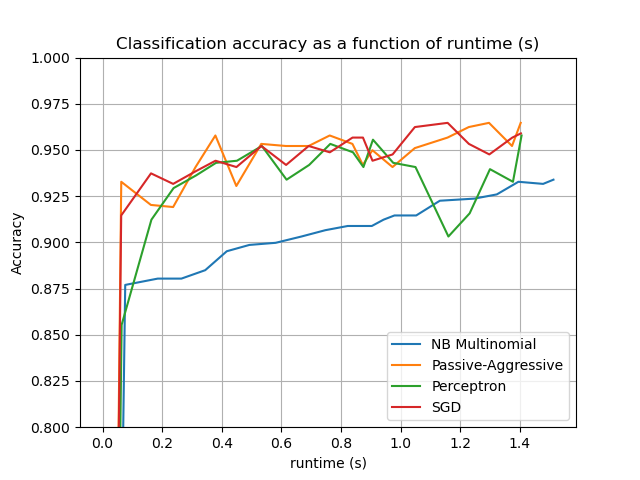 Classification accuracy as a function of runtime (s)
1.000
0.975
0.950
0.925
0.900
0.875
0.850
0.825
0.800
Accuracy
NB Multinomial
Passive-Aggressive
Perceptron
SGD
0.0 0.2 0.4 0.6 0.8 1.0 1.2 1.4
runtime (s)